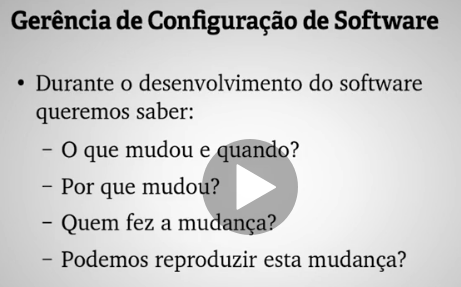 Gerência de Configuração de Software
• Durante o desenvolvimento do software
queremos saber:
– O que mudou e quando?
– Por que mudou?
– Quem fez a mudança?
– Podemos reproduzir esta mudança?